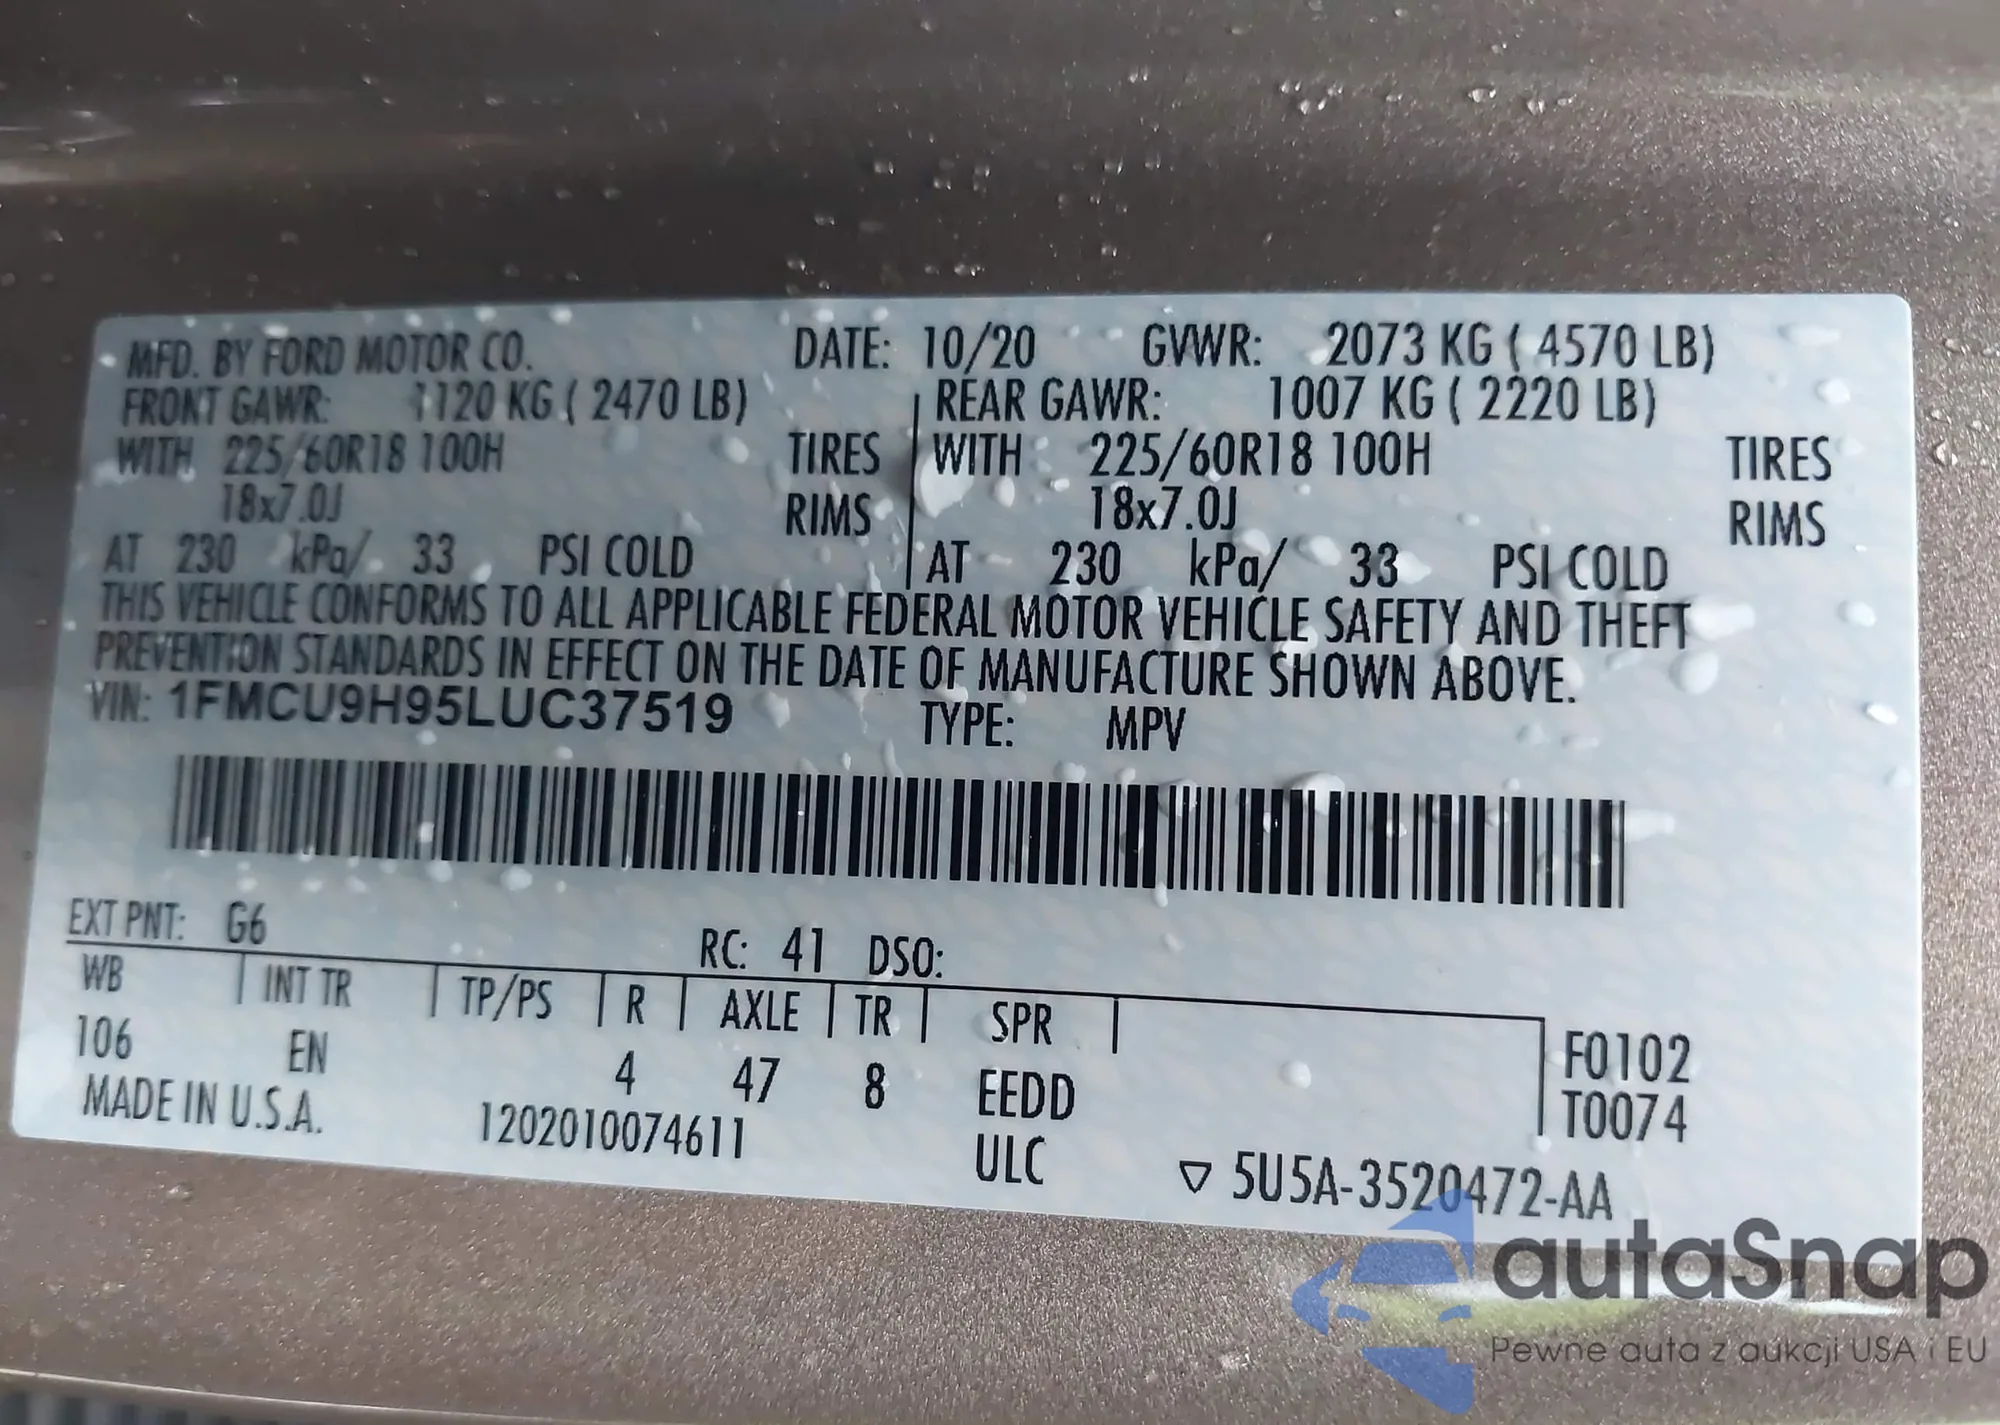 MFD. BY FORD MOTOR CO. DATE: 10/20 GVWR: 2073 KG ( 4570 LB)
FRONT GAWR: 1120 KG ( 2470 LB) REAR GAWR: 1007 KG ( 2220 LB)
WITH 225/60R18 100H TIRES WITH 225/60R18 100H TIRES
18x7.0J RIMS 18x7.0J RIMS
AT 230 kPa/ 33 PSI COLD AT 230 kPa/ 33 PSI COLD
THIS VEHICLE CONFORMS TO ALL APPLICABLE FEDERAL MOTOR VEHICLE SAFETY AND THEFT
PREVENTION STANDARDS IN EFFECT ON THE DATE OF MANUFACTURE SHOWN ABOVE.
VIN: 1FMCU9H95LUC37519 TYPE: MPV
EXT PNT: G6 RC: 41 DSO:
WB INT TR TP/PS R AXLE TR SPR
106 EN 4 47 8 EEDD F0102
T0074
MADE IN U.S.A. 1202010074611 ULC ▽ 5U5A-3520472-AA
autaSnap
Pewne auta z aukcji USA i EU